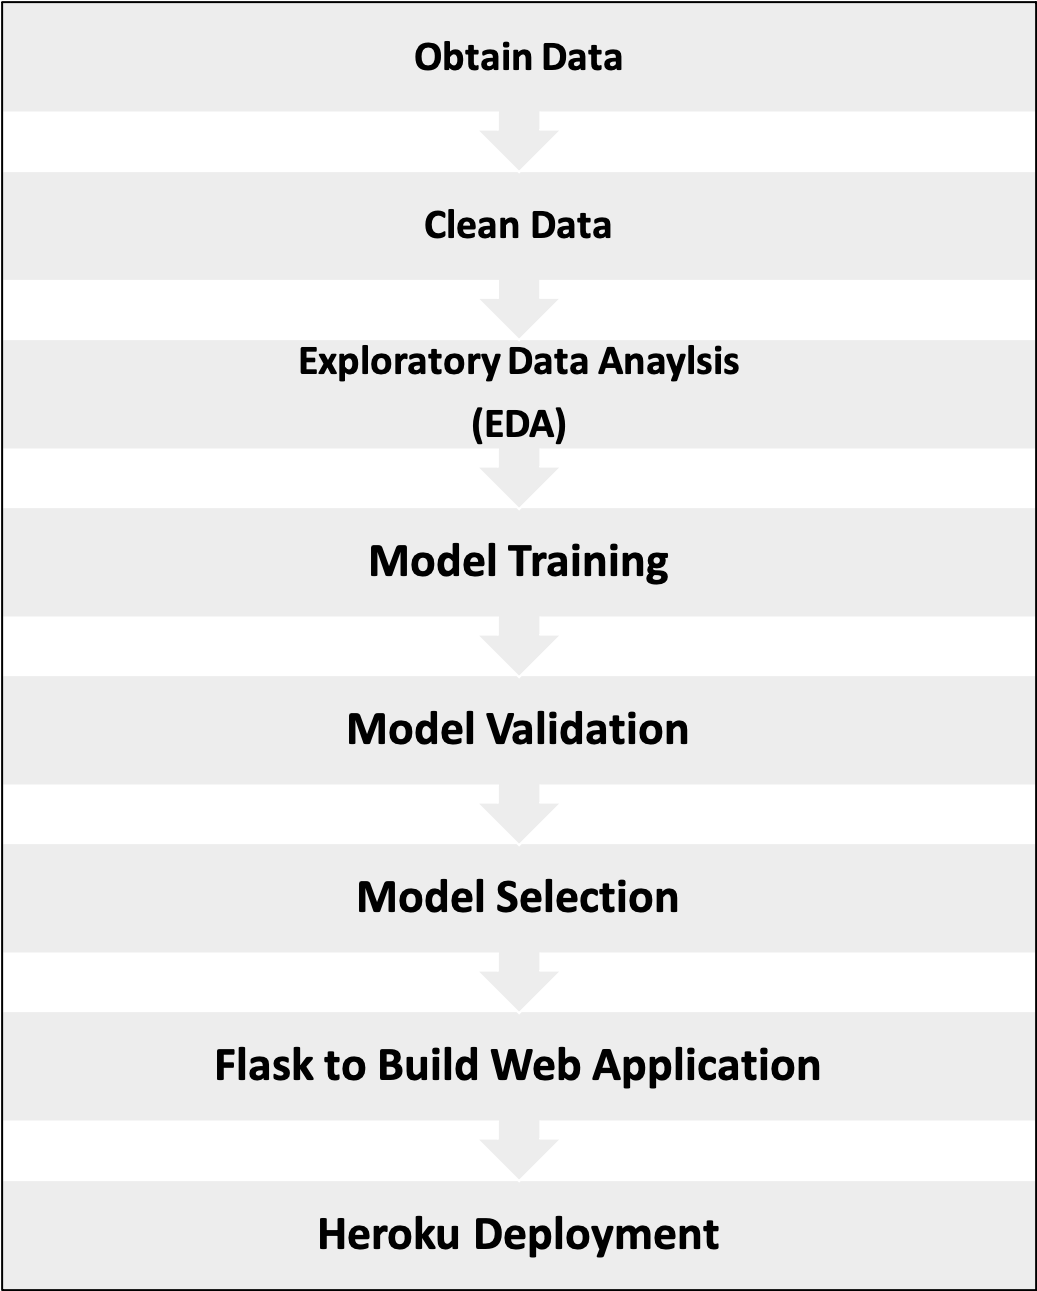 Obtain Data
Clean Data
Exploratory Data Anaylsis
(EDA)
Model Training
Model Validation
Model Selection
Flask to Build Web Application
Heroku Deployment